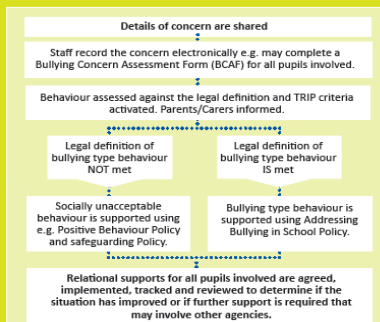 Details of concern are shared
Staff record the concern electronically e.g. may complete a
Bullying Concern Assessment Form (BCAF) for all pupils involved.
Behaviour assessed against the legal definition and TRIP criteria
activated. Parents/Carers informed.
Legal definition of
bullying type behaviour
NOT met
Legal definition of
bullying type behaviour
IS met
Socially unacceptable
behaviour is supported using
e.g. Positive Behaviour Policy
and safeguarding Policy.
Bullying type behaviour is
supported using Addressing
Bullying in School Policy.
Relational supports for all pupils involved are agreed,
implemented, tracked and reviewed to determine if the
situation has improved or if further support is required that
may involve other agencies.